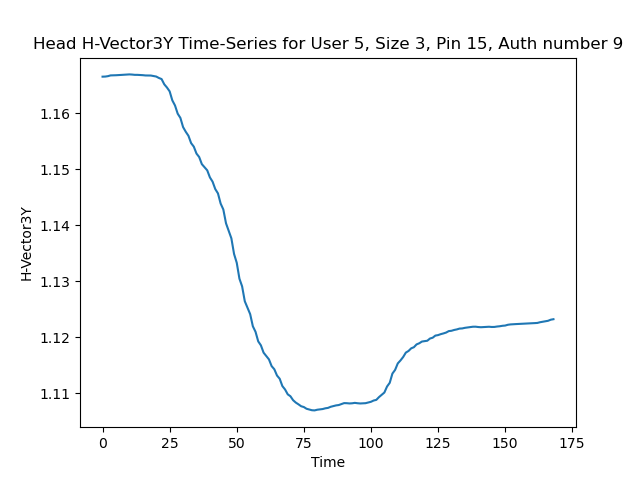 Head H-Vector3Y Time-Series for User 5, Size 3, Pin 15, Auth number 9
H-Vector3Y
1.16
1.15
1.14
1.13
1.12
1.11
0 25 50 75 100 125 150 175
Time